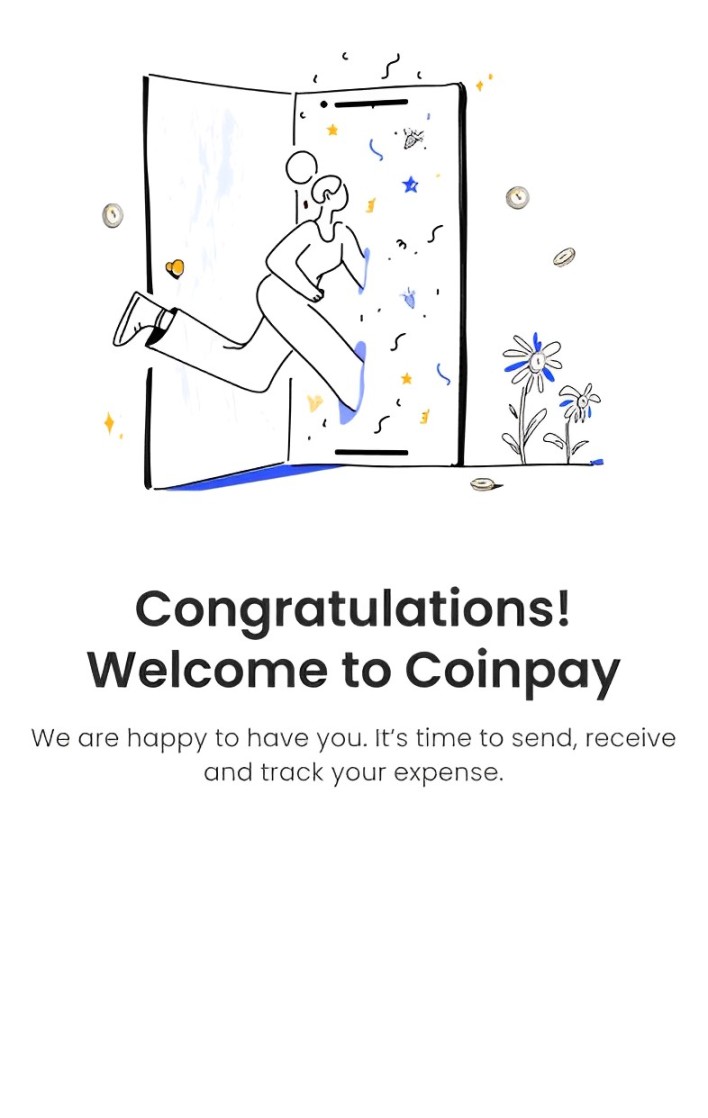 Congratulations!
Welcome to Coinpay
We are happy to have you. It’s time to send, receive
and track your expense.